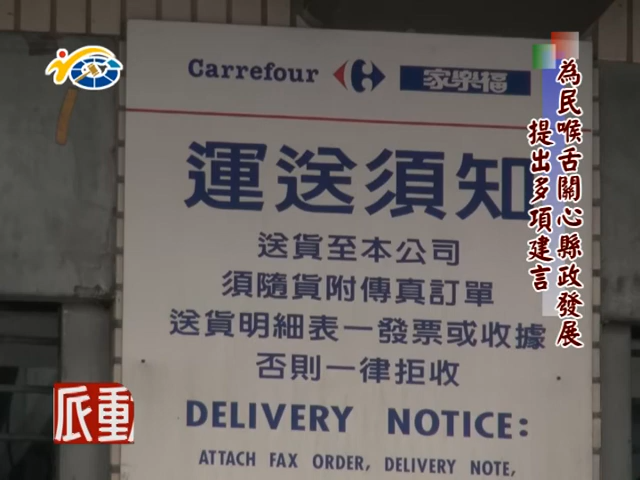 Carrefour 家樂福
運送須知
送貨至本公司
須隨貨附傳真訂單
送貨明細表一發票或收據
否則一律拒收
DELIVERY NOTICE:
ATTACH FAX ORDER, DELIVERY NOTE,
為民喉舌關心縣政發展
提出多項建言
派重